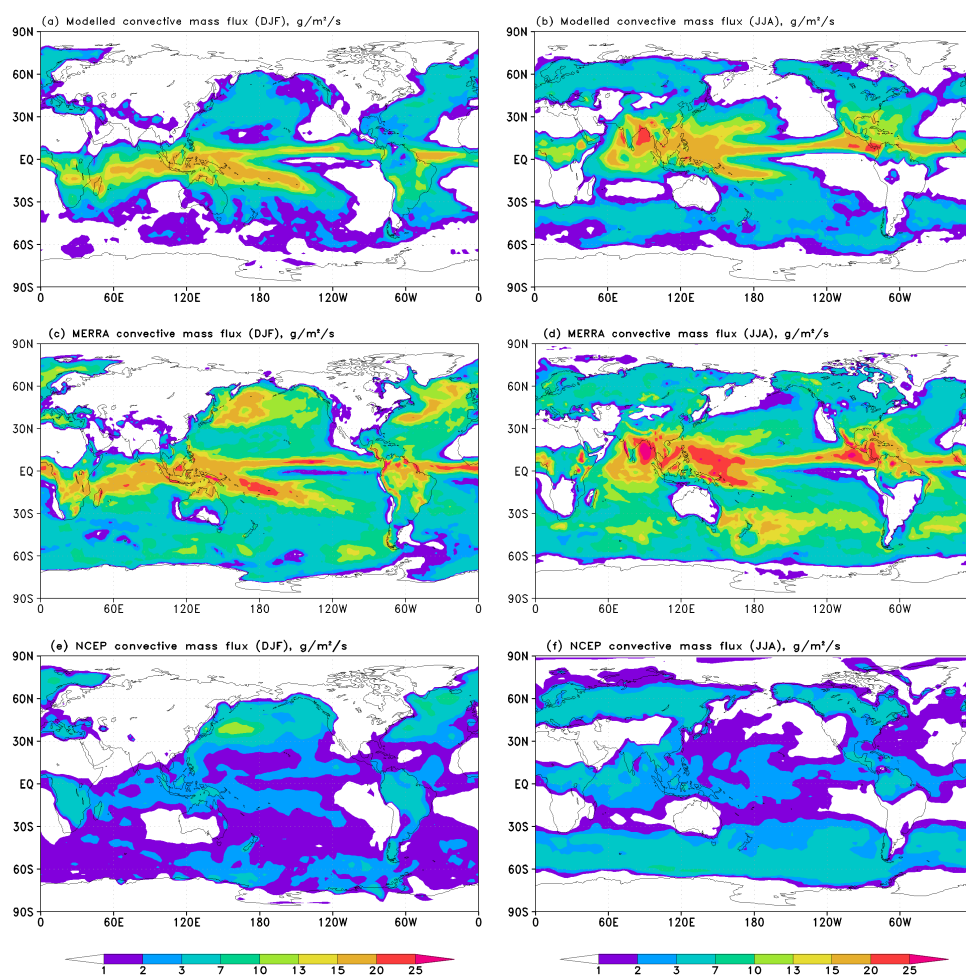 (a) Modelled convective mass flux (DJF), g/m²/s
90N
60N
30N
EQ
30S
60S
90S
0 60E 120E 180 120W 60W 0
(b) Modelled convective mass flux (JJA), g/m²/s
90N
60N
30N
EQ
30S
60S
90S
0 60E 120E 180 120W 60W
(c) MERRA convective mass flux (DJF), g/m²/s
90N
60N
30N
EQ
30S
60S
90S
0 60E 120E 180 120W 60W 0
(d) MERRA convective mass flux (JJA), g/m²/s
90N
60N
30N
EQ
30S
60S
90S
0 60E 120E 180 120W 60W
(e) NCEP convective mass flux (DJF), g/m²/s
90N
60N
30N
EQ
30S
60S
90S
0 60E 120E 180 120W 60W 0
(f) NCEP convective mass flux (JJA), g/m²/s
90N
60N
30N
EQ
30S
60S
90S
0 60E 120E 180 120W 60W
1 2 3 7 10 13 15 20 25
1 2 3 7 10 13 15 20 25